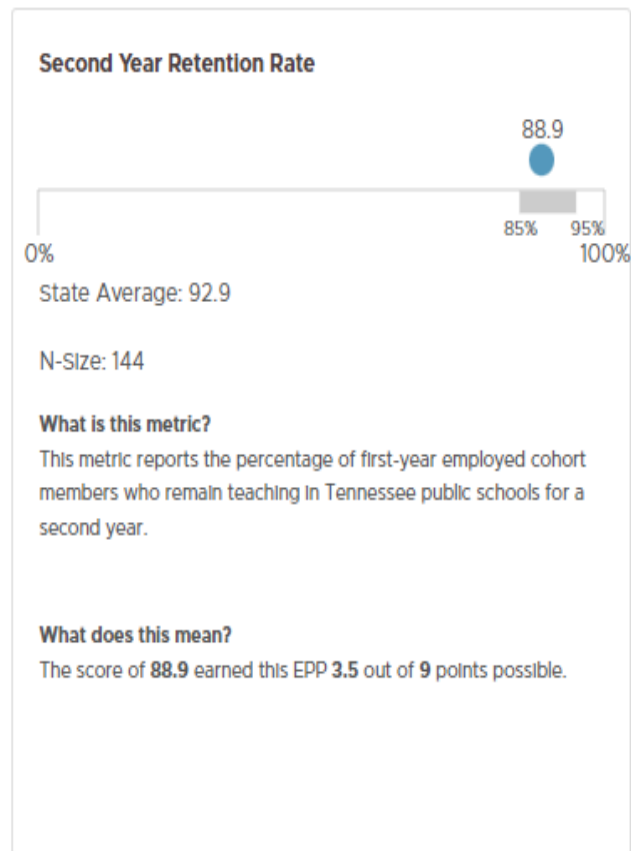 Second Year Retention Rate
88.9
85% 95%
0% 100%
State Average: 92.9
N-Size: 144
What is this metric?
This metric reports the percentage of first-year employed cohort
members who remain teaching in Tennessee public schools for a
second year.
What does this mean?
The score of 88.9 earned this EPP 3.5 out of 9 points possible.